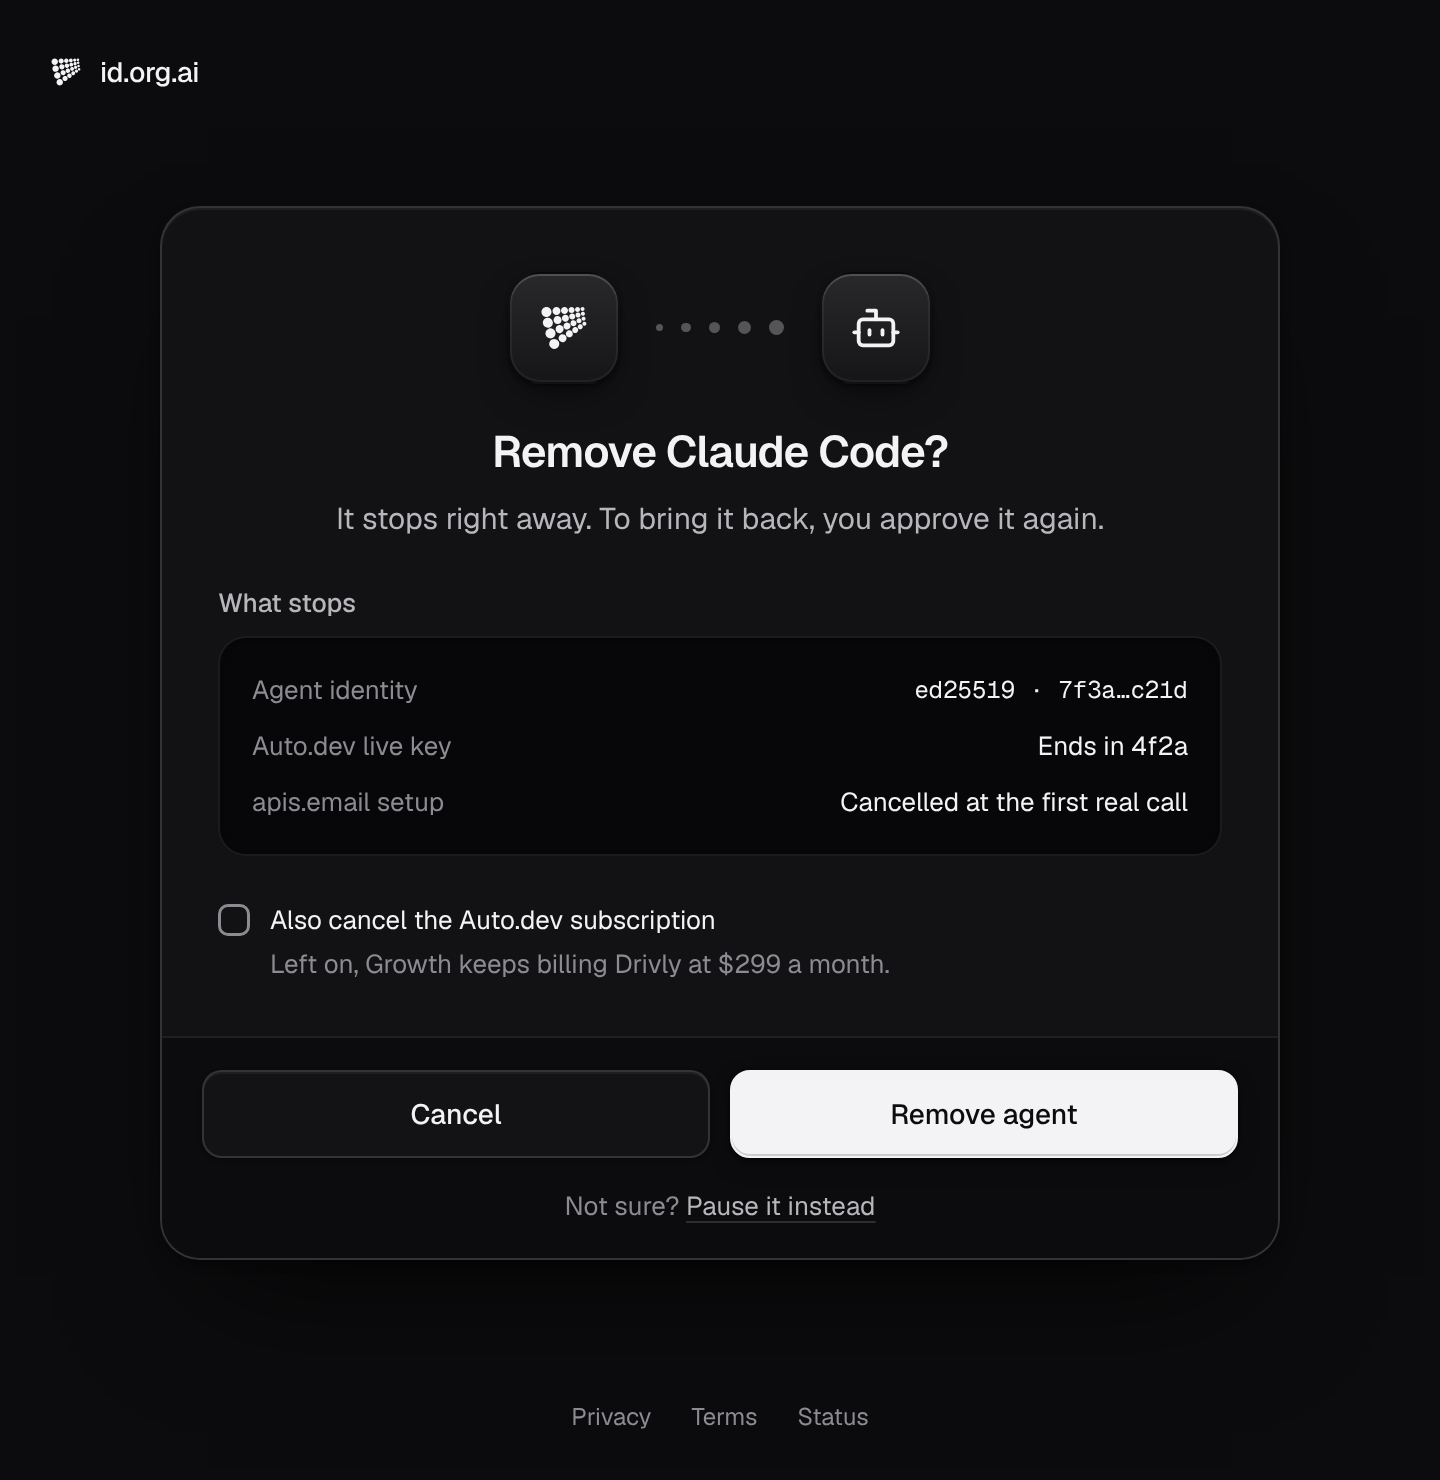 id.org.ai
Remove Claude Code?
It stops right away. To bring it back, you approve it again.
What stops
Agent identity ed25519 · 7f3a…c21d
Auto.dev live key Ends in 4f2a
apis.email setup Cancelled at the first real call
Also cancel the Auto.dev subscription
Left on, Growth keeps billing Drivly at $299 a month.
Cancel Remove agent
Not sure? Pause it instead
Privacy Terms Status